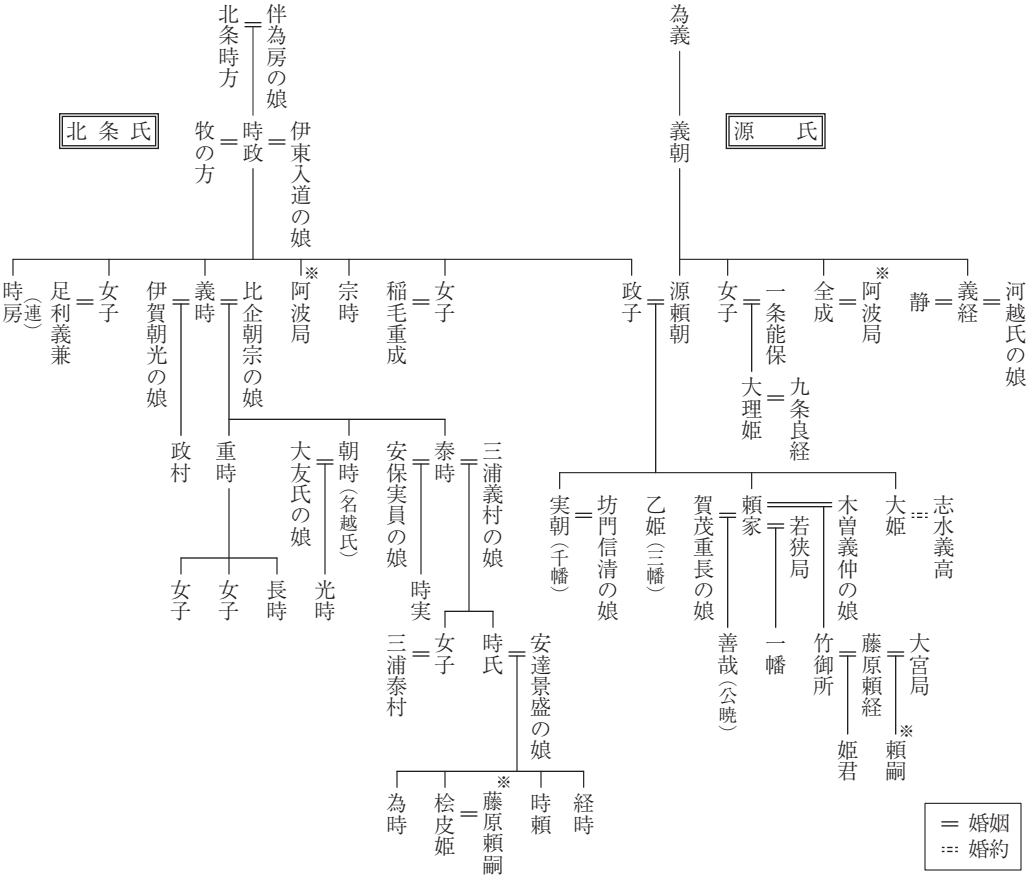 伴為房の娘
北条時方
為義
北条氏
伊東入道の娘
時政
牧の方
義朝
源氏
河越氏の娘
義経
静
※
阿波局
全成
一条能保
女子
源頼朝
政子
女子
稲毛重成
宗時
※
阿波局
比企朝宗の娘
義時
伊賀朝光の娘
女子
足利義兼
時房(連)
九条良経
大理姫
志水義高
大姫
木曽義仲の娘
若狭局
頼家
賀茂重長の娘
乙姫(三幡)
坊門信清の娘
実朝(千幡)
三浦義村の娘
泰時
安保実員の娘
朝時(名越氏)
大友氏の娘
重時
政村
時実
光時
長時
女子
女子
大宮局
藤原頼経
竹御所
一幡
善哉(公暁)
安達景盛の娘
時氏
女子
三浦泰村
※
頼嗣
姫君
経時
時頼
※
藤原頼嗣
桧皮姫
為時
婚姻
婚約